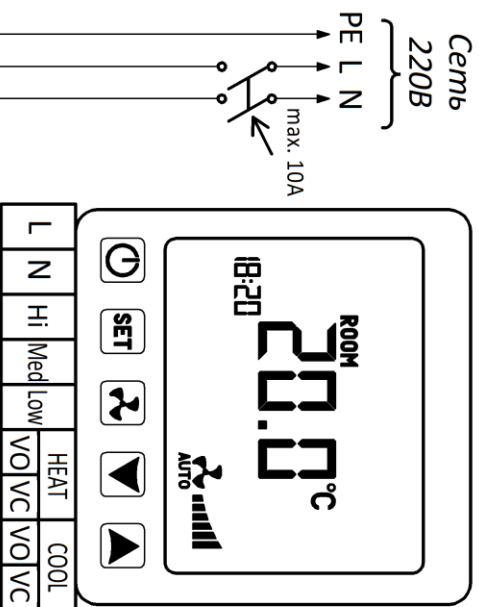 Сеть
220В
PE L N
max. 10A
ROOM
20.0 °C
18:20
AUTO
SET
L N Hi Med Low HEAT COOL
VO VC VO VC